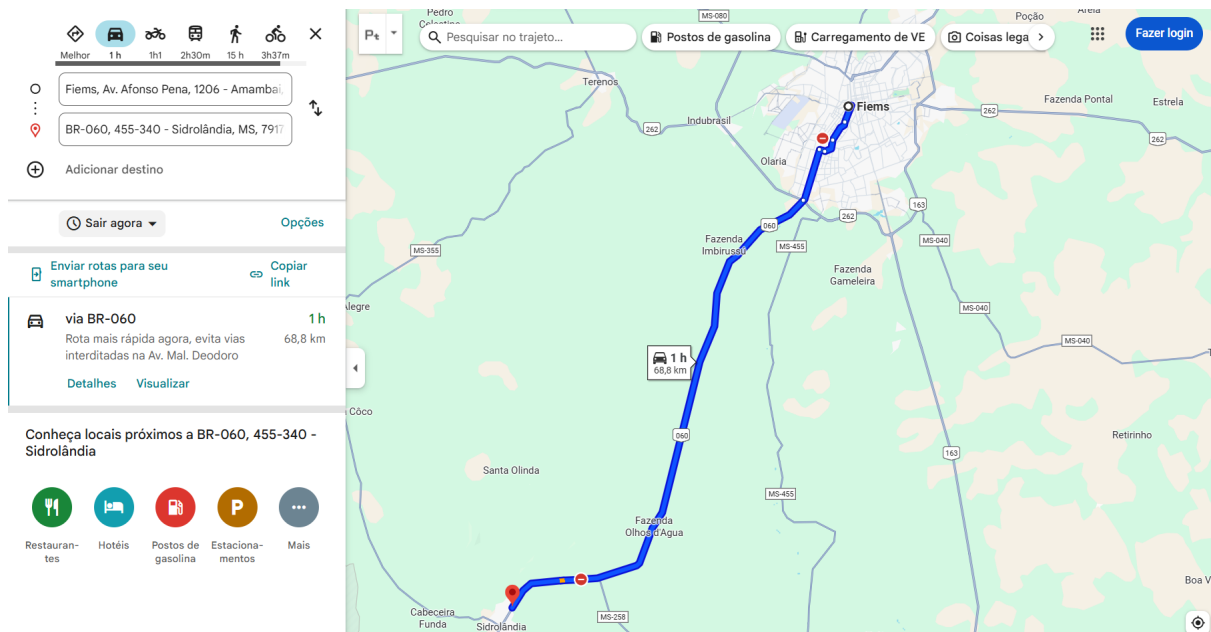 Melhor
1 h
1h1
2h30m
15 h
3h37m
Fiems, Av. Afonso Pena, 1206 - Amambai,
BR-060, 455-340 - Sidrolândia, MS, 7917
Adicionar destino
Sair agora
Opções
Enviar rotas para seu
smartphone
Copiar
link
via BR-060
1 h
Rota mais rápida agora, evita vias
interditadas na Av. Mal. Deodoro
68,8 km
Detalhes
Visualizar
Conheça locais próximos a BR-060, 455-340 -
Sidrolândia
P
Restauran-
tes
Hotéis
Postos de
gasolina
Estaciona-
mentos
Mais
Pesquisar no trajeto...
Postos de gasolina
Carregamento de VE
Coisas lega
Fazer login
Pedro
Celestino
MS-080
Poção
Terenos
262
Indubrasil
Fiems
262
Fazenda Pontal
Estrela
262
Olaria
163
262
060
MS-455
MS-040
MS-355
Fazenda
Imbirussu
Fazenda
Gameleira
MS-040
MS-040
1 h
68,8 km
060
Retirinho
163
Santa Olinda
MS-455
Fazenda
Olhos d'Agua
Boa V
Cabeceira
Funda
Sidrolândia
MS-258